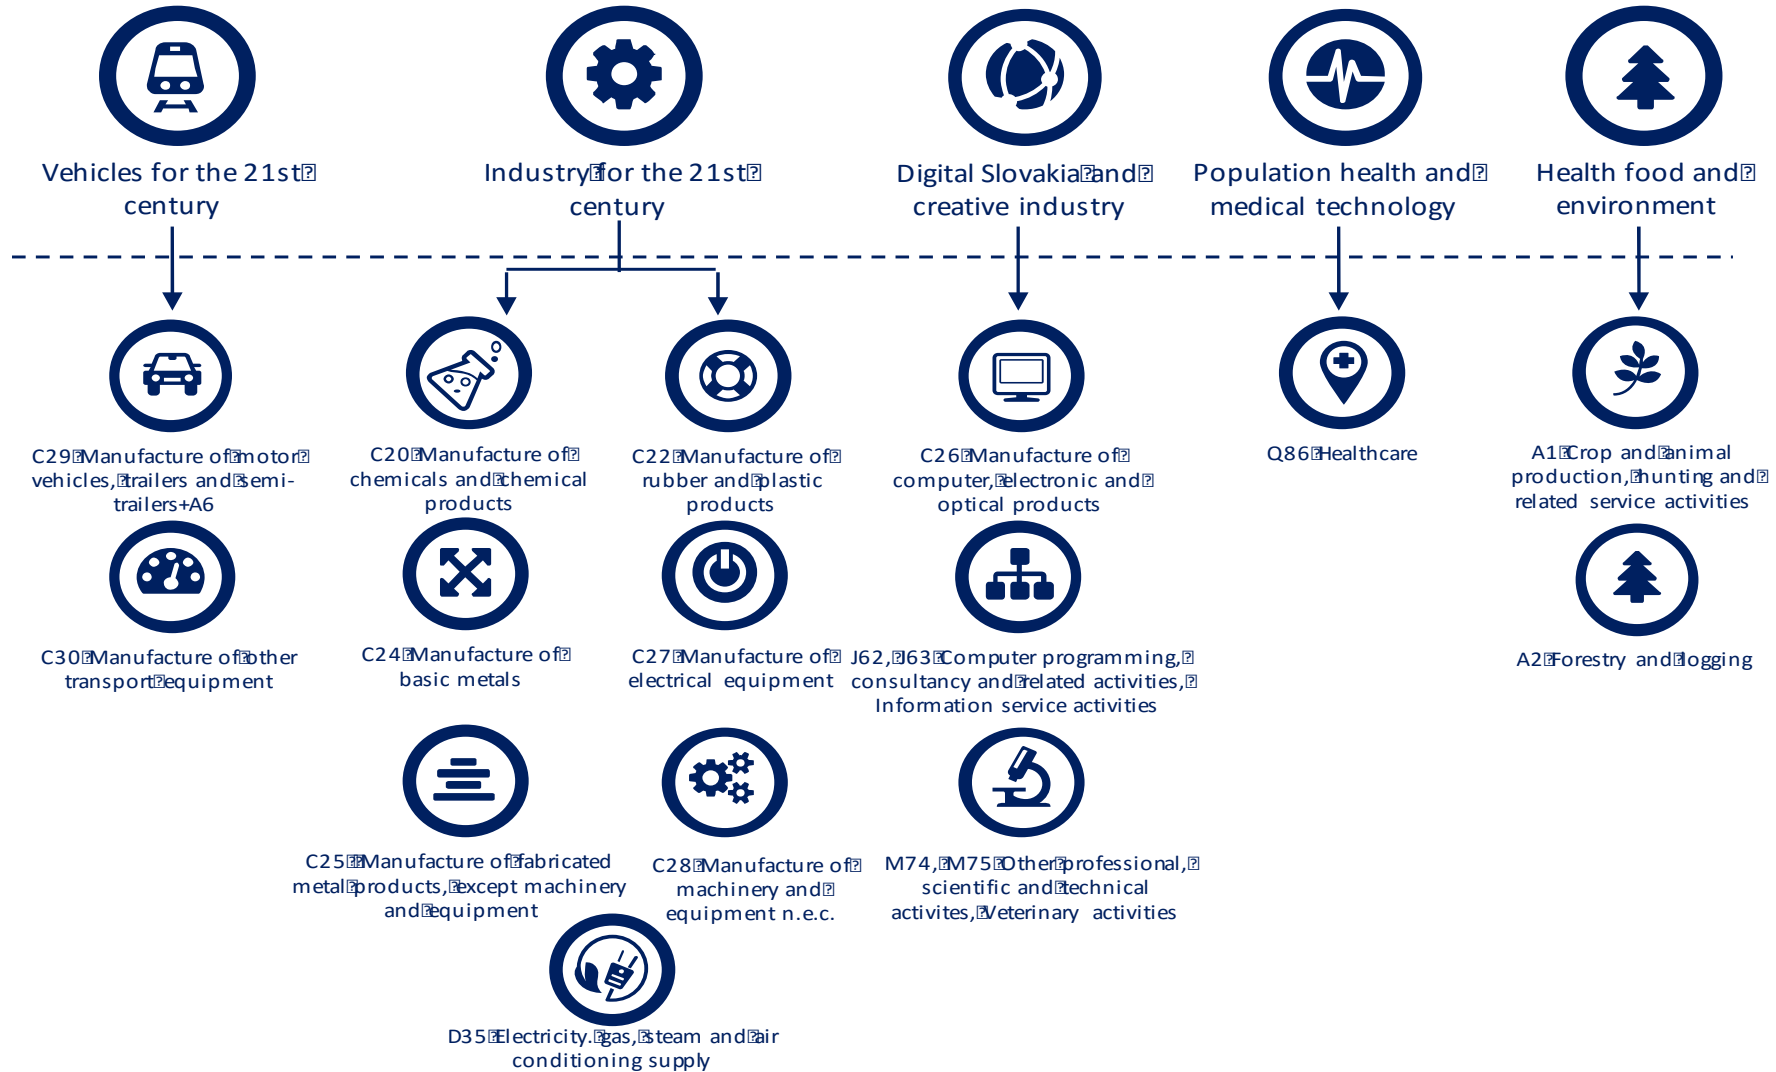 Vehicles for the 21st
century
Industry for the 21st
century
Digital Slovakia and
creative industry
Population health and
medical technology
Health food and
environment
C29 Manufacture of motor
vehicles, trailers and semi-
trailers+A6
C20 Manufacture of
chemicals and chemical
products
C22 Manufacture of
rubber and plastic
products
C26 Manufacture of
computer, electronic and
optical products
Q86 Healthcare
A1 Crop and animal
production, hunting and
related service activities
C30 Manufacture of other
transport equipment
C24 Manufacture of
basic metals
C27 Manufacture of
electrical equipment
J62, J63 Computer programming,
consultancy and related activities,
Information service activities
A2 Forestry and logging
C25 Manufacture of fabricated
metal products, except machinery
and equipment
C28 Manufacture of
machinery and
equipment n.e.c.
M74, M75 Other professional,
scientific and technical
activites, Veterinary activities
D35 Electricity. gas, steam and air
conditioning supply